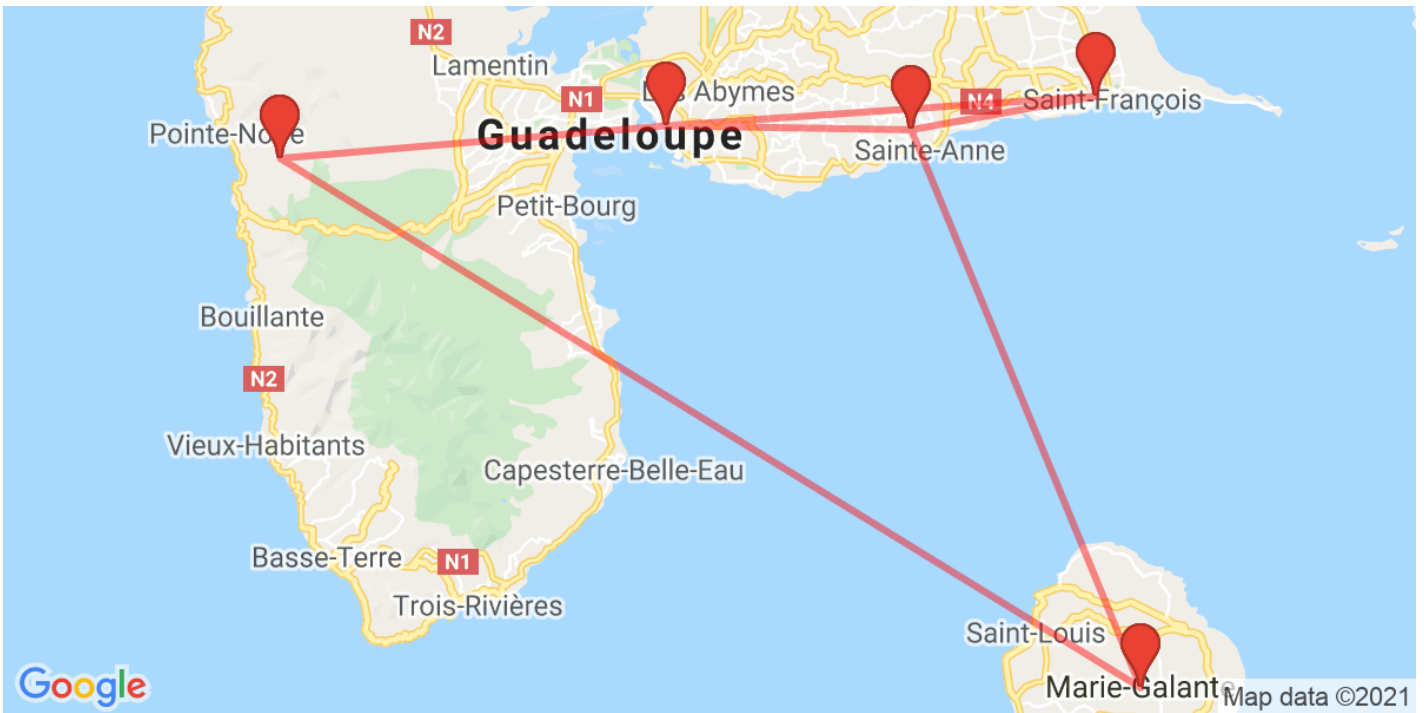 N2
Lamentin
Les Abymes
N1
N4
Saint-François
Pointe-Noire
Guadeloupe
Sainte-Anne
Petit-Bourg
Bouillante
N2
Vieux-Habitants
Capesterre-Belle-Eau
Basse-Terre
N1
Trois-Rivières
Saint-Louis
Marie-Galante
Google
Map data ©2021